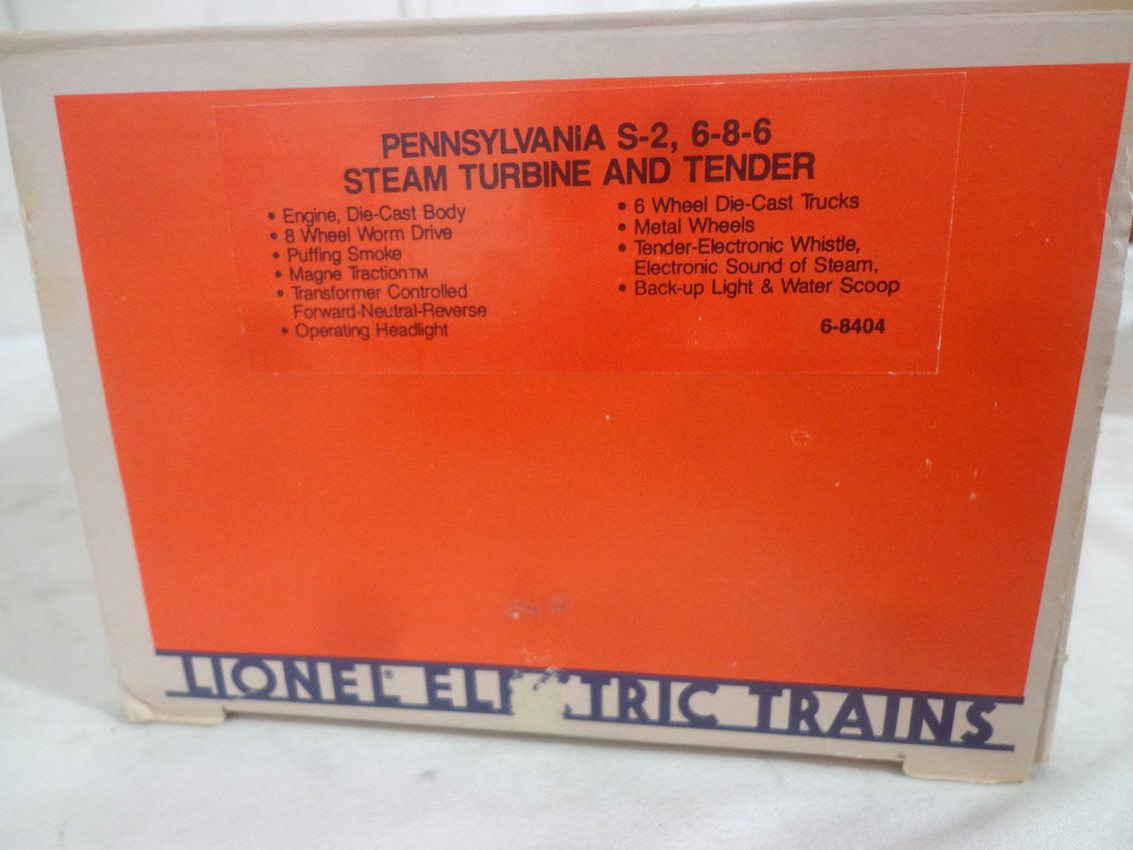 PENNSYLVANIA S-2, 6-8-6
STEAM TURBINE AND TENDER
• Engine, Die-Cast Body
• 8 Wheel Worm Drive
• Puffing Smoke
• Magne Traction™
• Transformer Controlled
Forward-Neutral-Reverse
• Operating Headlight
• 6 Wheel Die-Cast Trucks
• Metal Wheels
• Tender-Electronic Whistle,
Electronic Sound of Steam,
• Back-up Light & Water Scoop
6-8404
LIONEL® ELECTRIC TRAINS